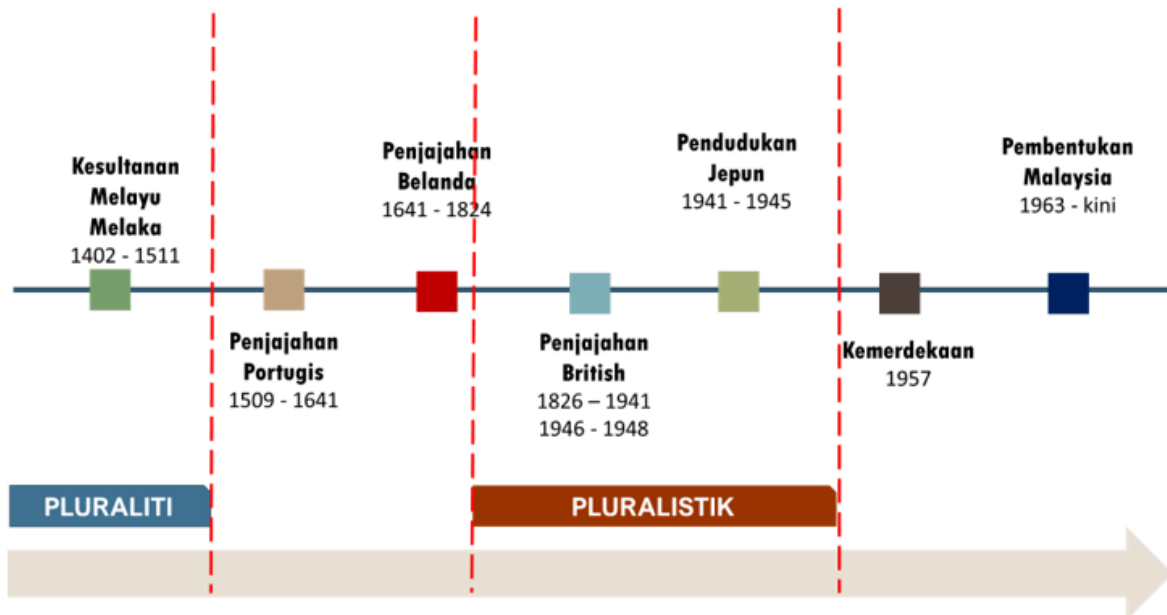 Kesultanan
Melayu
Melaka
1402 - 1511
Penjajahan
Portugis
1509 - 1641
Penjajahan
Belanda
1641 - 1824
Penjajahan
British
1826 – 1941
1946 - 1948
Pendudukan
Jepun
1941 - 1945
Kemerdekaan
1957
Pembentukan
Malaysia
1963 - kini
PLURALITI
PLURALISTIK